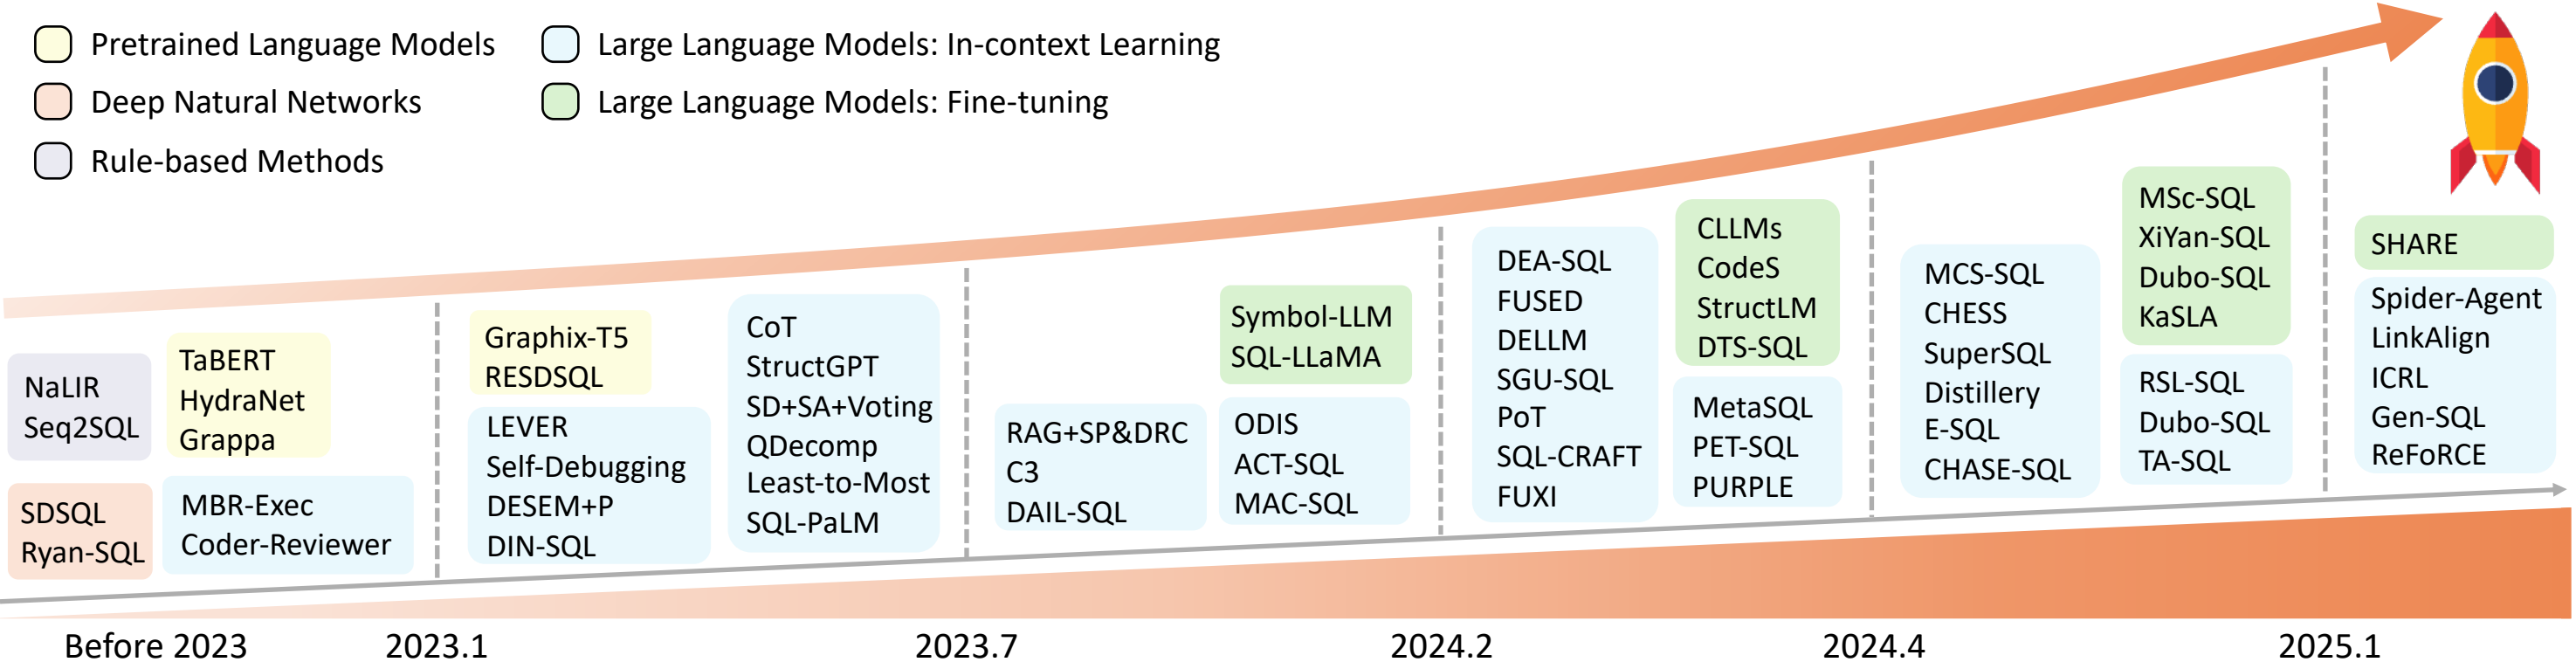 Pretrained Language Models
Deep Natural Networks
Rule-based Methods
Large Language Models: In-context Learning
Large Language Models: Fine-tuning
NaLIR
Seq2SQL
SDSQL
Ryan-SQL
TaBERT
HydraNet
Grappa
MBR-Exec
Coder-Reviewer
Graphix-T5
RESDSQL
LEVER
Self-Debugging
DESEM+P
DIN-SQL
CoT
StructGPT
SD+SA+Voting
QDecomp
Least-to-Most
SQL-PaLM
RAG+SP&DRC
C3
DAIL-SQL
Symbol-LLM
SQL-LLaMA
ODIS
ACT-SQL
MAC-SQL
DEA-SQL
FUSED
DELLM
SGU-SQL
PoT
SQL-CRAFT
FUXI
CLLMs
CodeS
StructLM
DTS-SQL
MetaSQL
PET-SQL
PURPLE
MCS-SQL
CHESS
SuperSQL
Distillery
E-SQL
CHASE-SQL
MSc-SQL
XiYan-SQL
Dubo-SQL
KaSLA
RSL-SQL
Dubo-SQL
TA-SQL
SHARE
Spider-Agent
LinkAlign
ICRL
Gen-SQL
ReFoRCE
Before 2023
2023.1
2023.7
2024.2
2024.4
2025.1